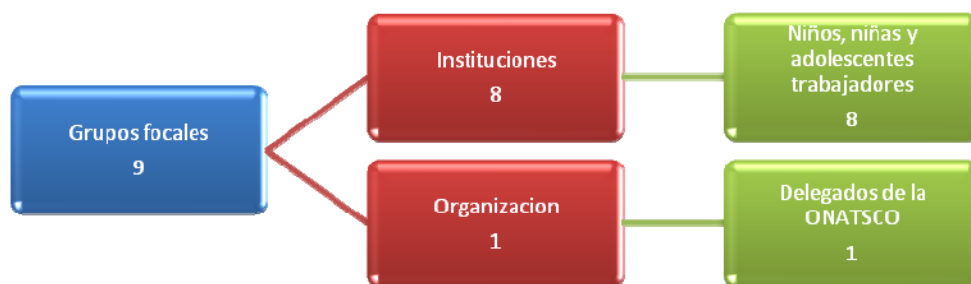 Grupos focales
9
Instituciones
8
Niños, niñas y
adolescentes
trabajadores
8
Organizacion
1
Delegados de la
ONATSCO
1